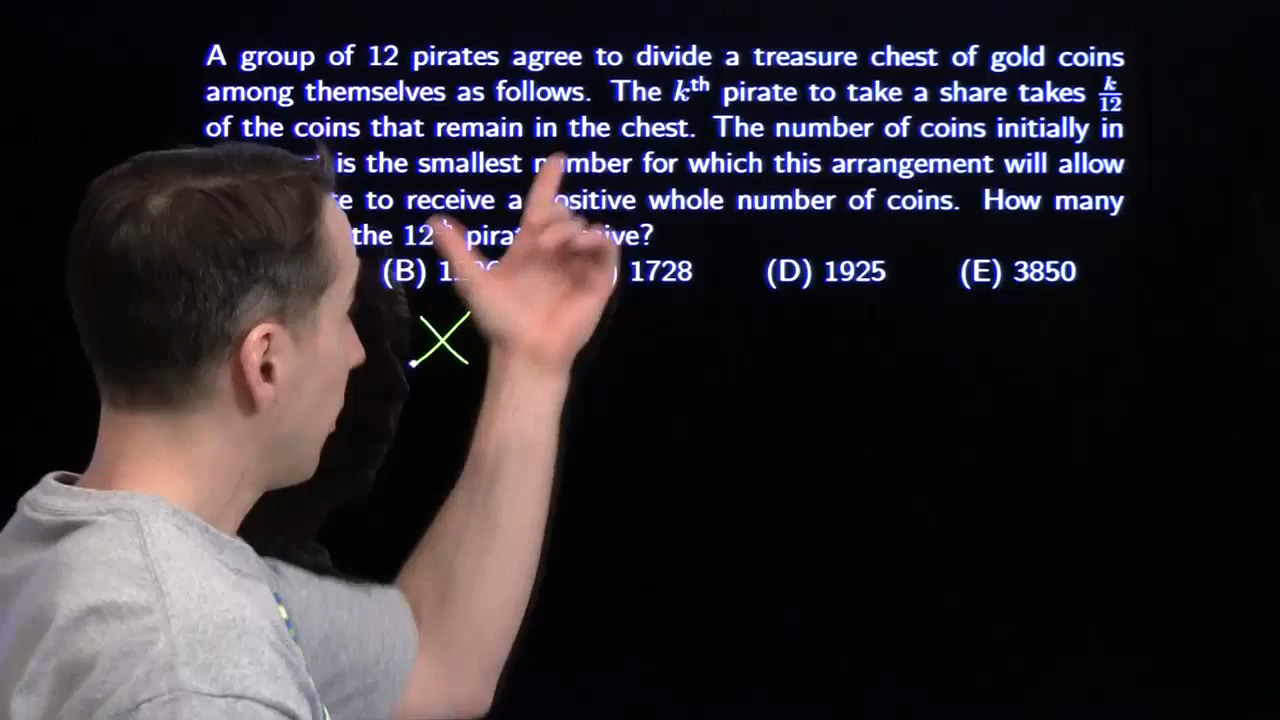 A group of 12 pirates agree to divide a treasure chest of gold coins
among themselves as follows. The kᵗʰ pirate to take a share takes k/12
of the coins that remain in the chest. The number of coins initially in
is the smallest number for which this arrangement will allow
to receive a positive whole number of coins. How many
the 12ᵗʰ
(B) 1728 (D) 1925 (E) 3850
X